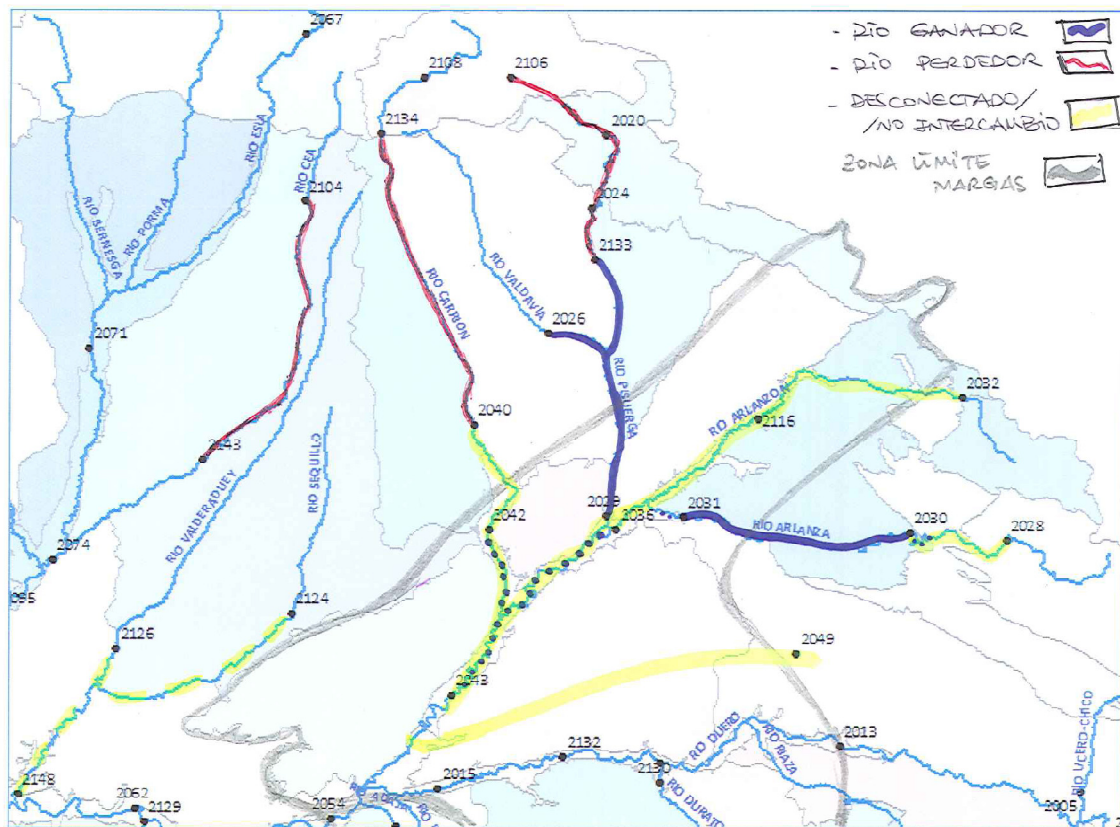 - RÍO GANADOR
- RÍO PERDEDOR
- DESCONECTADO/
/NO INTERCAMBIO
ZONA LÍMITE
MARGAS
2067
2108
2106
2134
2020
2104
2024
2133
RIO ESLA
RIO CEA
RIO PORMA
RIO BERNESGA
RIO VALDAVIA
RIO CARRION
2026
2071
RIO PISUERGA
2040
RIO ARLANZON
2032
2116
RIO SEQUILLO
RIO VALDERADUEY
2042
2029
2036
2031
RIO ARLANZA
2030
2028
2074
2124
2126
2049
2043
2148
2062
2129
2054
2015
2132
2130
RIO DUERO
RIO RIAZA
2013
RIO DURATO
RIO UCERO-CHICO
2005